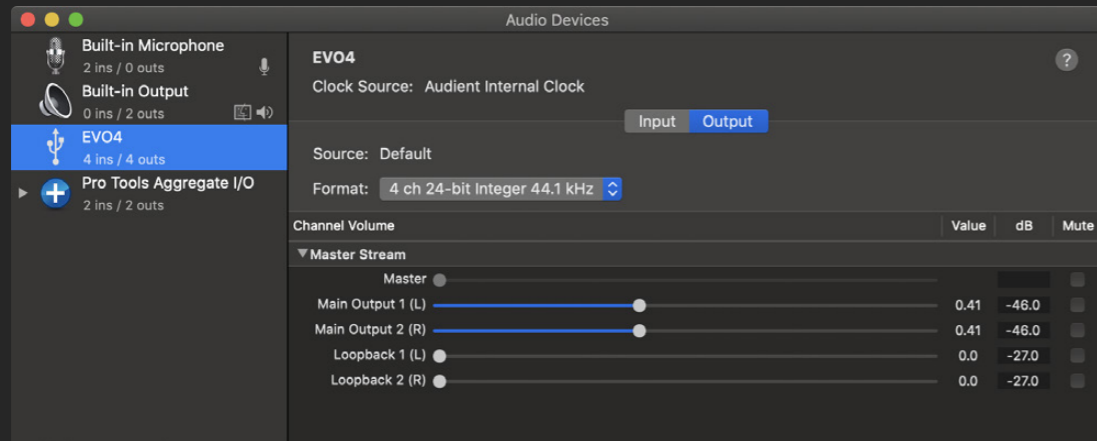 Audio Devices
Built-in Microphone
2 ins / 0 outs
Built-in Output
0 ins / 2 outs
EVO4
4 ins / 4 outs
Pro Tools Aggregate I/O
2 ins / 2 outs
EVO4
?
Clock Source: Audient Internal Clock
Input Output
Source: Default
Format: 4 ch 24-bit Integer 44.1 kHz
Channel Volume Value dB Mute
Master Stream
Master
Main Output 1 (L) 0.41 -46.0
Main Output 2 (R) 0.41 -46.0
Loopback 1 (L) 0.0 -27.0
Loopback 2 (R) 0.0 -27.0